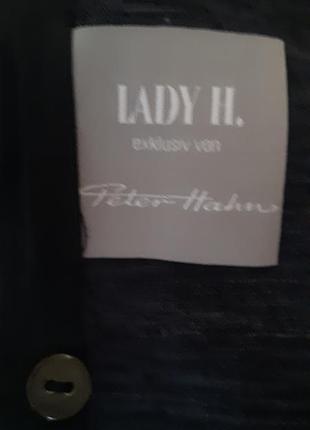 LADY H.
exklusiv von
Peter Hahn